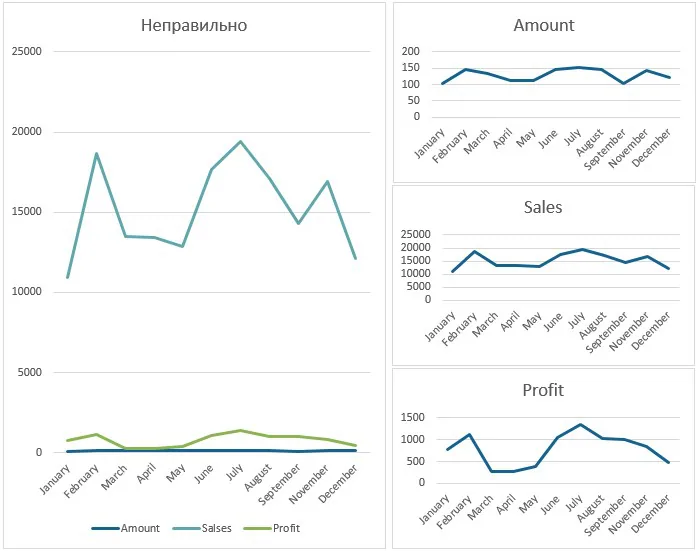 Неправильно
25000
20000
15000
10000
5000
0
January
February
March
April
May
June
July
August
September
November
December
Amount Salses Profit
Amount
200
150
100
50
0
January
February
March
April
May
June
July
August
September
November
December
Sales
25000
20000
15000
10000
5000
0
January
February
March
April
May
June
July
August
September
November
December
Profit
1500
1000
500
0
January
February
March
April
May
June
July
August
September
November
December